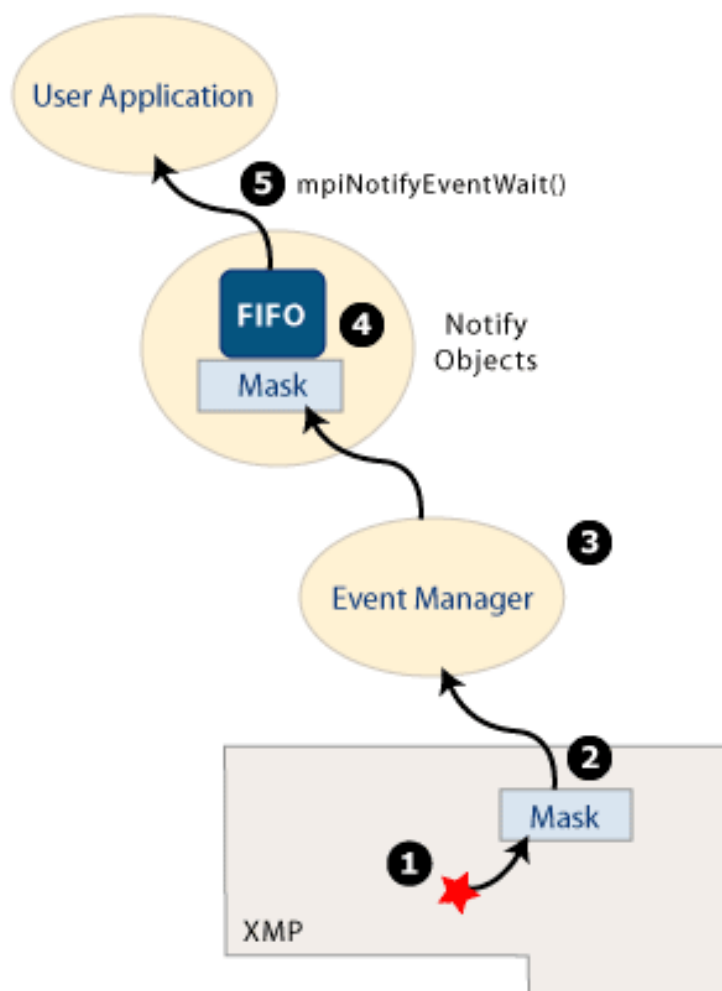 User Application
5 mpiNotifyEventWait()
FIFO
4
Notify
Objects
Mask
3
Event Manager
2
Mask
1
XMP